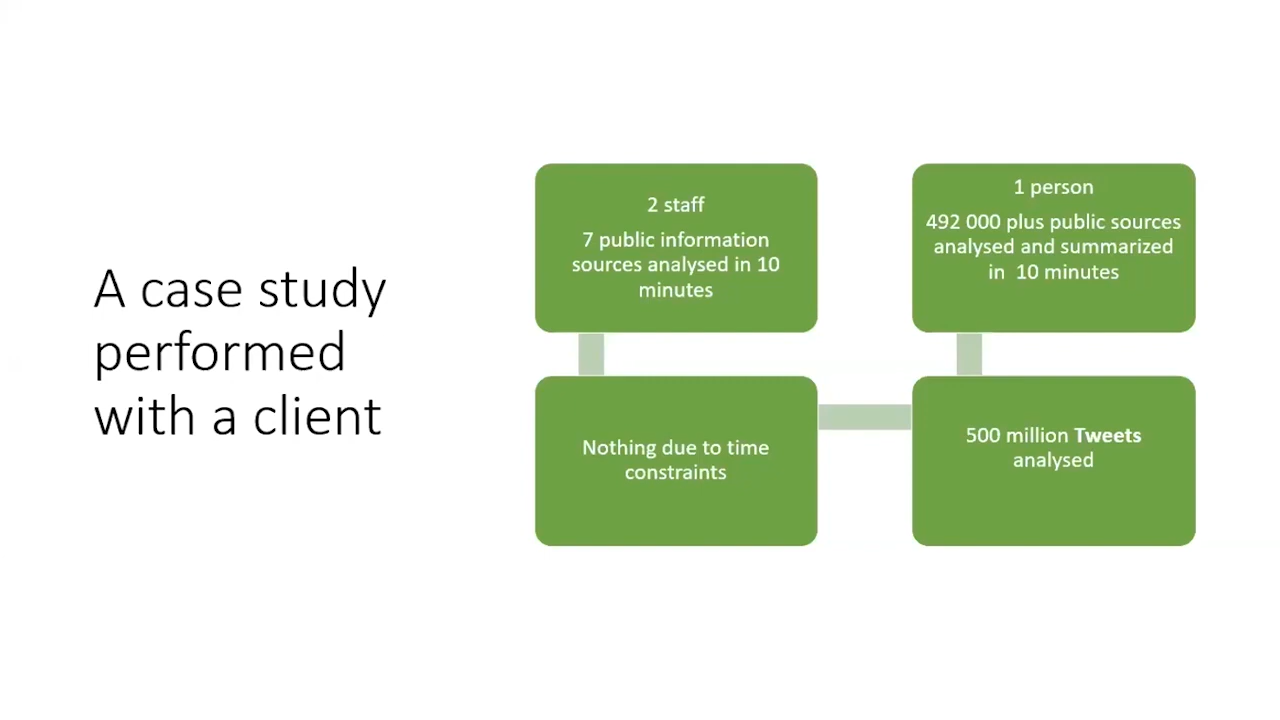 A case study
performed
with a client
2 staff
7 public information
sources analysed in 10
minutes
Nothing due to time
constraints
500 million Tweets
analysed
1 person
492 000 plus public sources
analysed and summarized
in 10 minutes